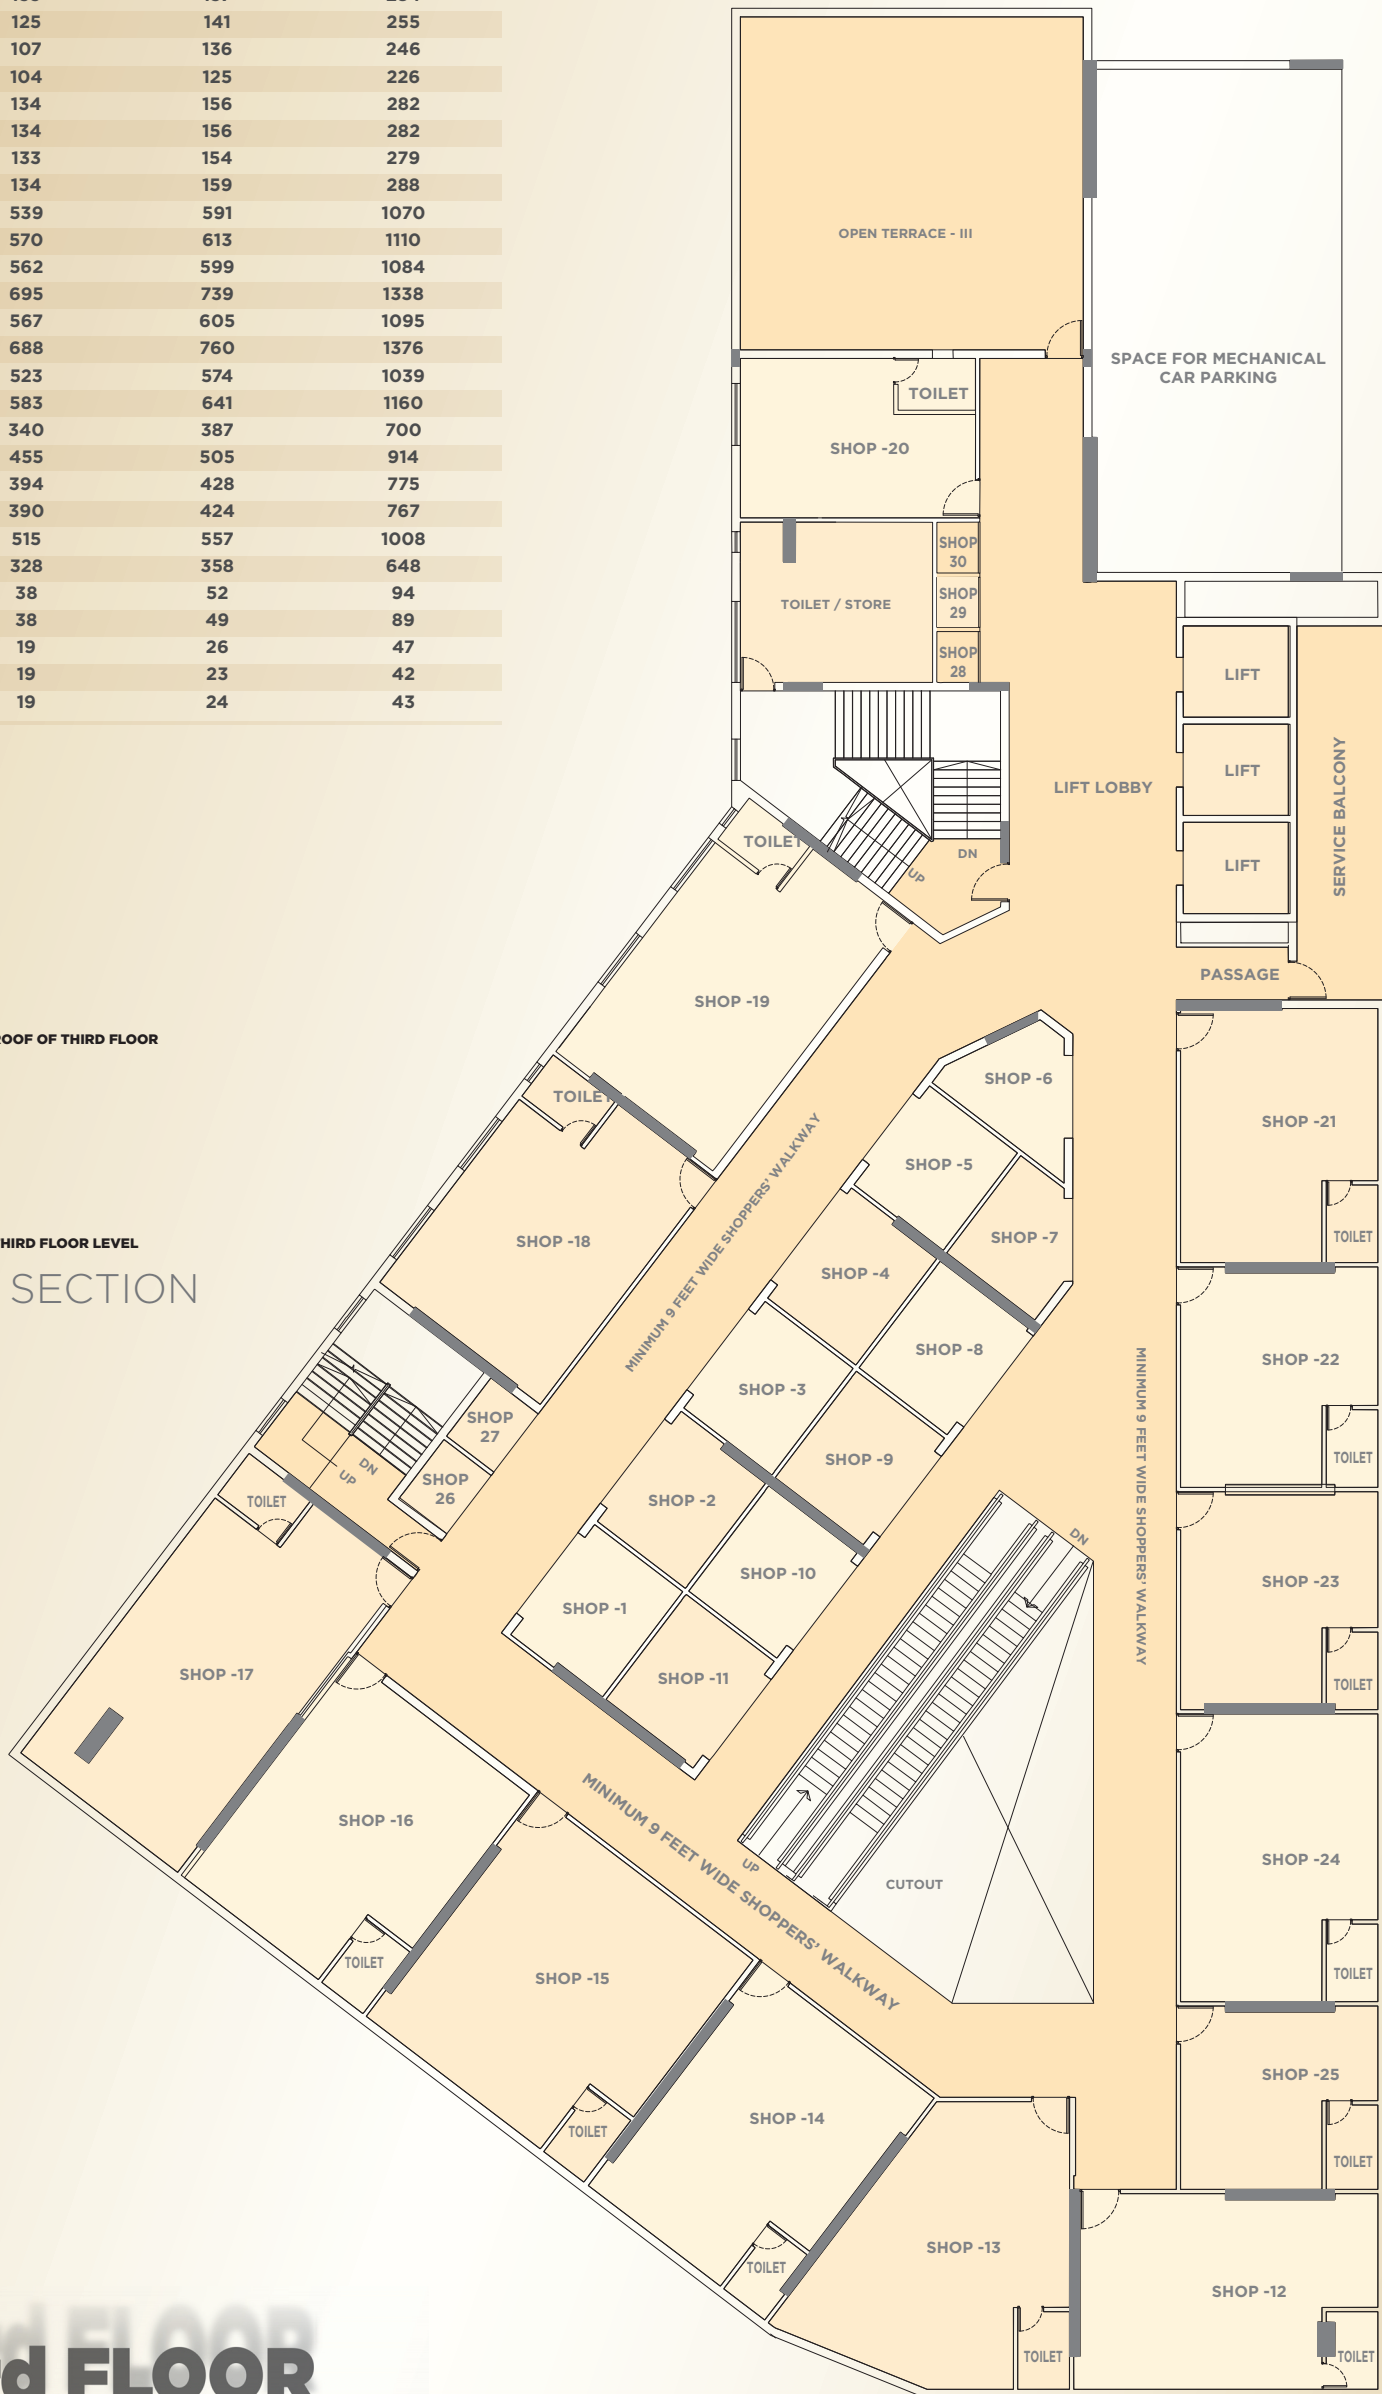 125 141 255
107 136 246
104 125 226
134 156 282
134 156 282
133 154 279
134 159 288
539 591 1070
570 613 1110
562 599 1084
695 739 1338
567 605 1095
688 760 1376
523 574 1039
583 641 1160
340 387 700
455 505 914
394 428 775
390 424 767
515 557 1008
328 358 648
38 52 94
38 49 89
19 26 47
19 23 42
19 24 43
OPEN TERRACE - III
SPACE FOR MECHANICAL
CAR PARKING
TOILET
SHOP -20
SHOP
30
SHOP
29
SHOP
28
TOILET / STORE
LIFT
LIFT
LIFT
LIFT LOBBY
SERVICE BALCONY
DN
UP
TOILET
PASSAGE
SHOP -19
OOF OF THIRD FLOOR
TOILET
SHOP -6
SHOP -5
SHOP -7
SHOP -21
TOILET
MINIMUM 9 FEET WIDE SHOPPERS' WALKWAY
SHOP -18
HIRD FLOOR LEVEL
SECTION
SHOP -4
SHOP -8
SHOP -22
TOILET
MINIMUM 9 FEET WIDE SHOPPERS' WALKWAY
SHOP -3
SHOP
27
SHOP
26
DN
UP
TOILET
SHOP -9
SHOP -2
DN
SHOP -10
SHOP -23
TOILET
SHOP -1
SHOP -11
SHOP -17
MINIMUM 9 FEET WIDE SHOPPERS' WALKWAY
SHOP -16
TOILET
UP
CUTOUT
SHOP -24
TOILET
SHOP -15
TOILET
SHOP -14
TOILET
SHOP -25
TOILET
SHOP -13
TOILET
SHOP -12
TOILET
d FLOOR